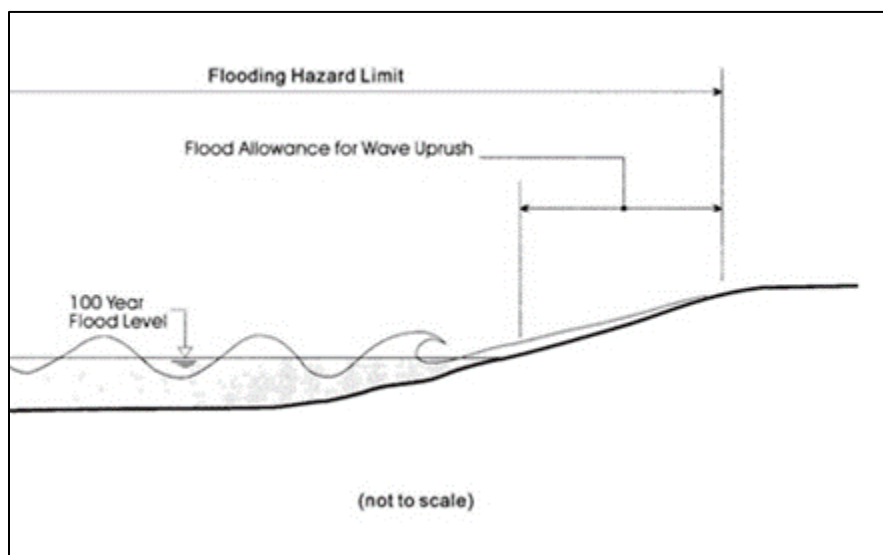 Flooding Hazard Limit
Flood Allowance for Wave Uprush
100 Year
Flood Level
(not to scale)